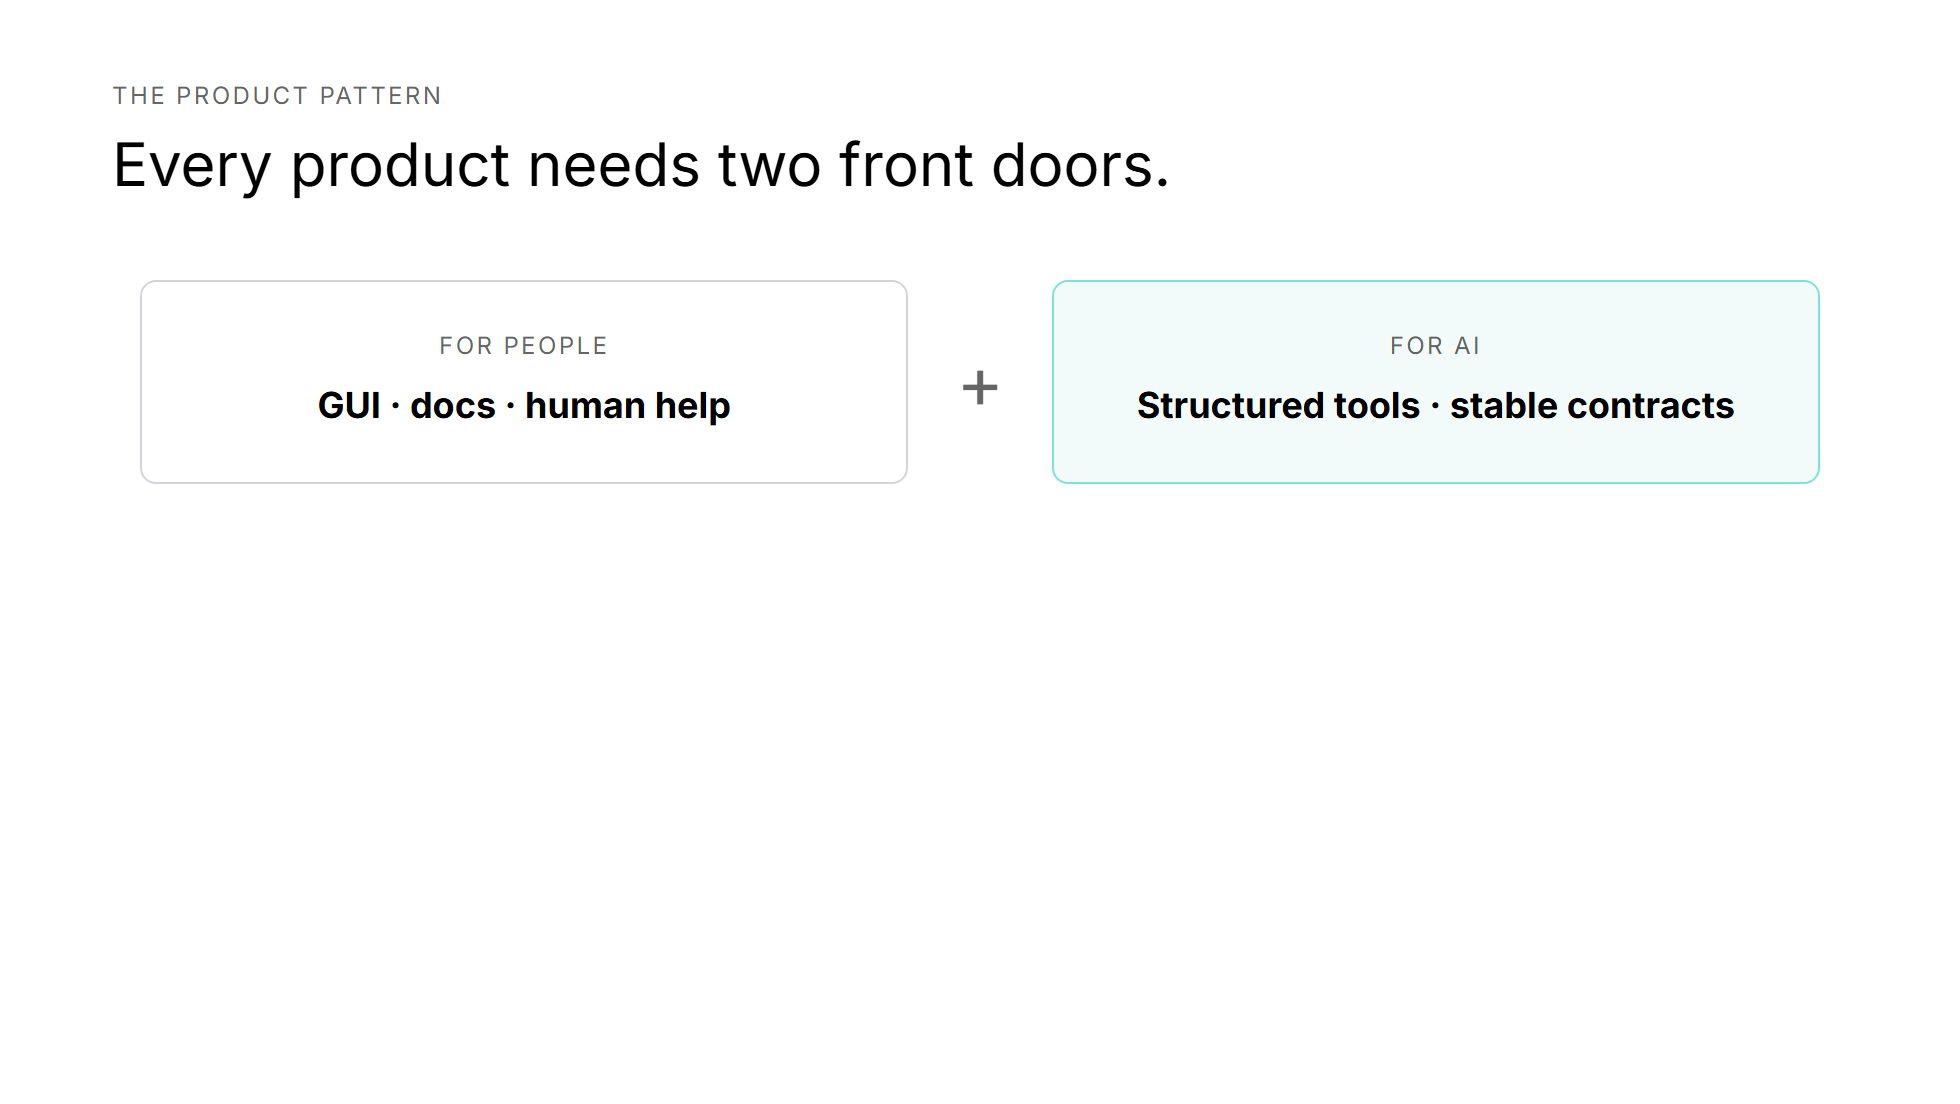 THE PRODUCT PATTERN
Every product needs two front doors.
FOR PEOPLE
GUI · docs · human help
+
FOR AI
Structured tools · stable contracts